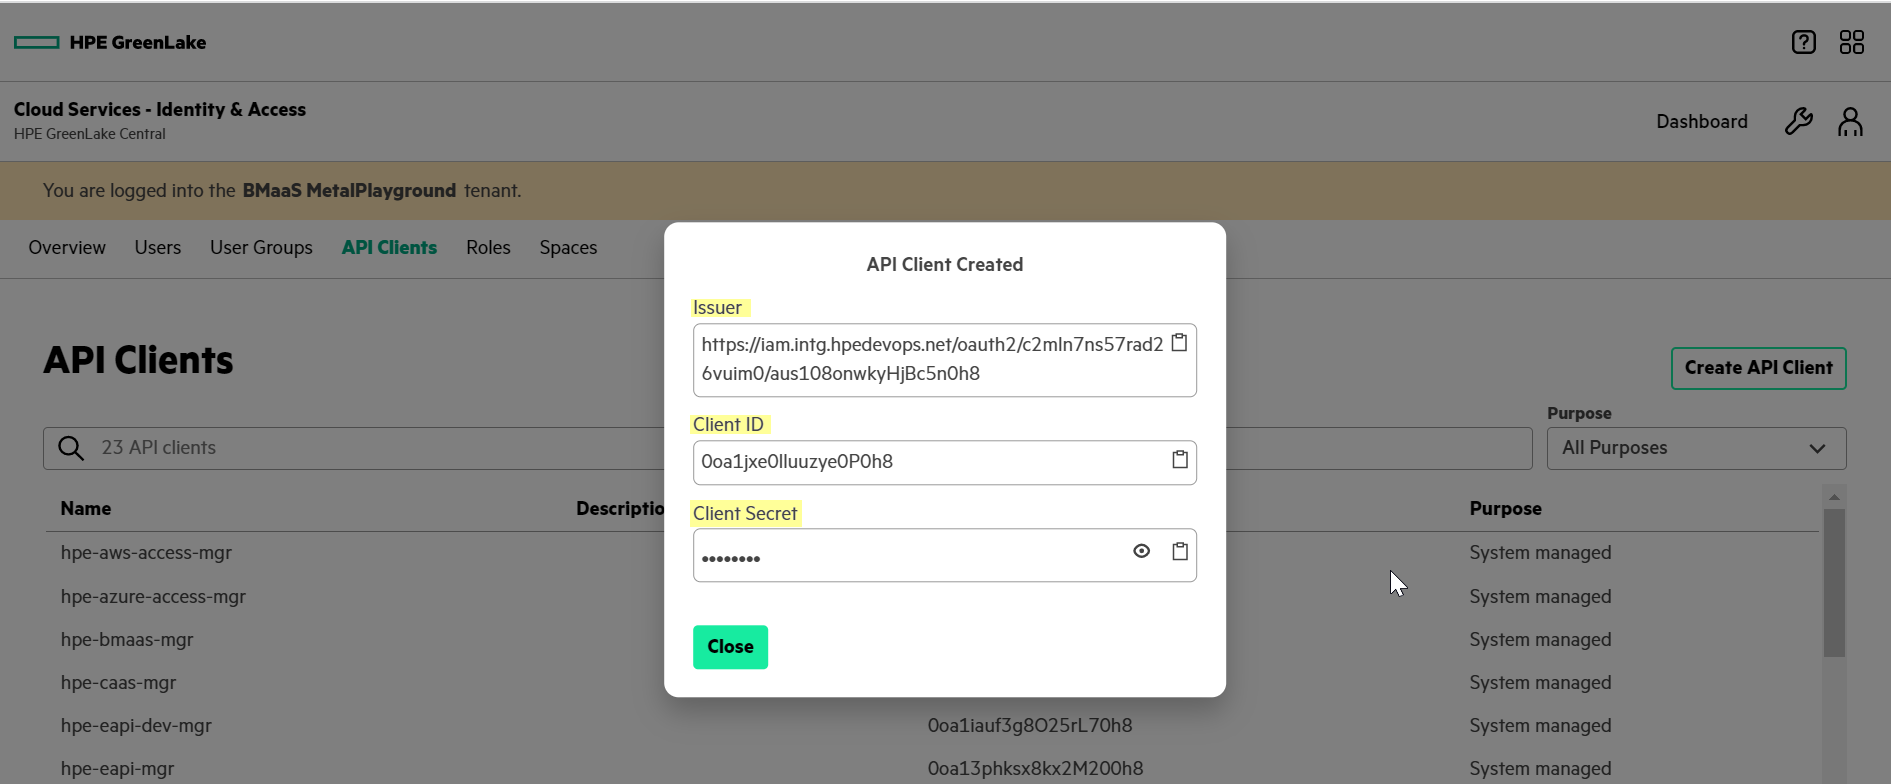 HPE GreenLake
Cloud Services - Identity & Access
HPE GreenLake Central
Dashboard
You are logged into the BMaaS MetalPlayground tenant.
Overview Users User Groups API Clients Roles Spaces
API Client Created
Issuer
https://iam.intg.hpedevops.net/oauth2/c2mln7ns57rad2
6vuim0/aus108onwkyHjBc5n0h8
Client ID
0oa1jxe0lluuzye0P0h8
Client Secret
••••••••
Close
API Clients
Create API Client
23 API clients
Purpose
All Purposes
Name Descriptio Purpose
hpe-aws-access-mgr System managed
hpe-azure-access-mgr System managed
hpe-bmaas-mgr System managed
hpe-caas-mgr System managed
hpe-eapi-dev-mgr 0oa1iauf3g8O25rL70h8 System managed
hpe-eapi-mgr 0oa13phksx8kx2M200h8 System managed